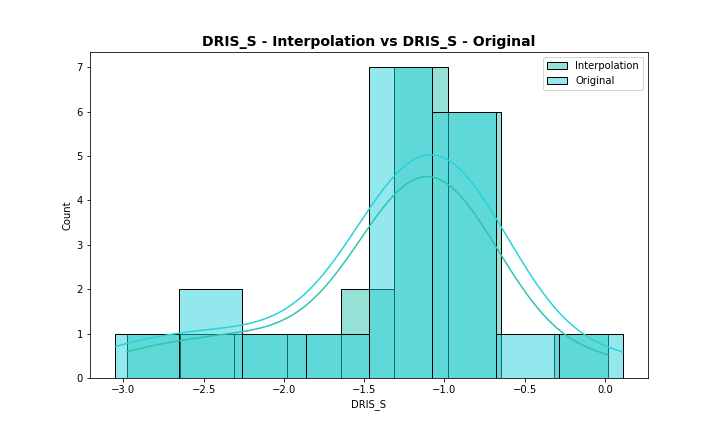 DRIS_S - Interpolation vs DRIS_S - Original
Interpolation
Original
7
6
5
4
3
2
1
0
Count
−3.0 −2.5 −2.0 −1.5 −1.0 −0.5 0.0
DRIS_S